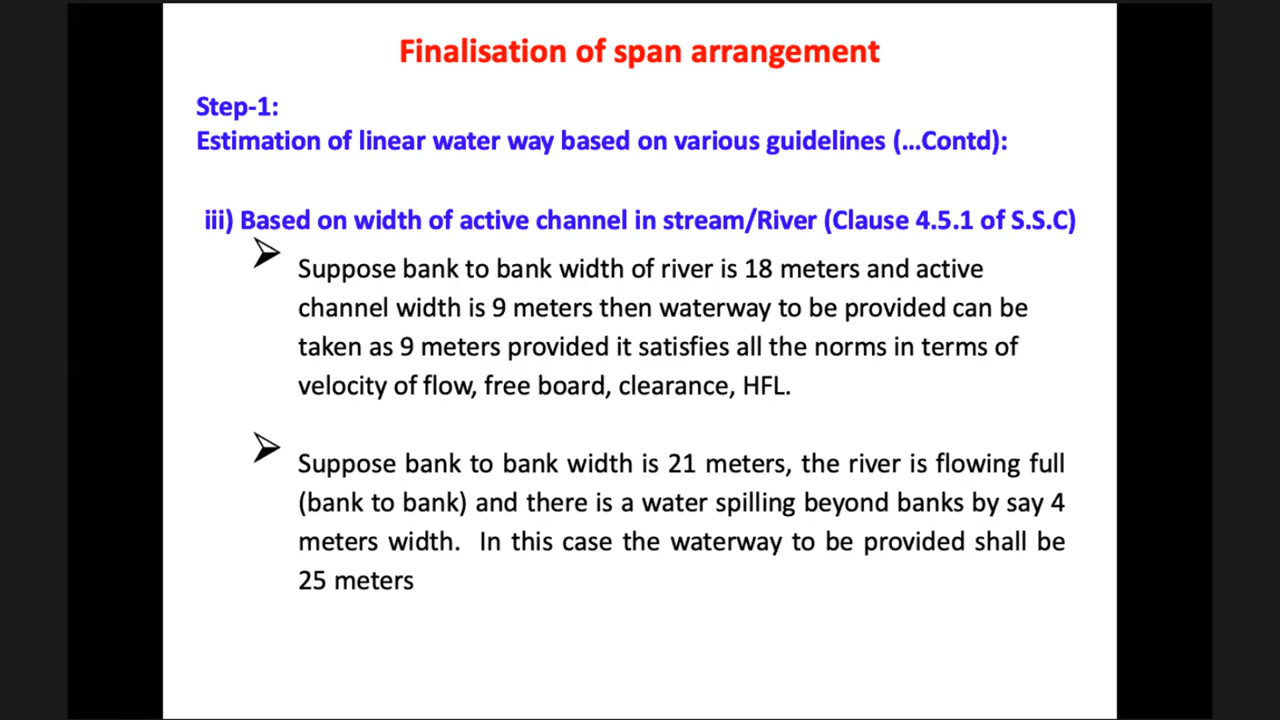 Finalisation of span arrangement
Step-1:
Estimation of linear water way based on various guidelines (...Contd):
iii) Based on width of active channel in stream/River (Clause 4.5.1 of S.S.C)
Suppose bank to bank width of river is 18 meters and active
channel width is 9 meters then waterway to be provided can be
taken as 9 meters provided it satisfies all the norms in terms of
velocity of flow, free board, clearance, HFL.
Suppose bank to bank width is 21 meters, the river is flowing full
(bank to bank) and there is a water spilling beyond banks by say 4
meters width. In this case the waterway to be provided shall be
25 meters